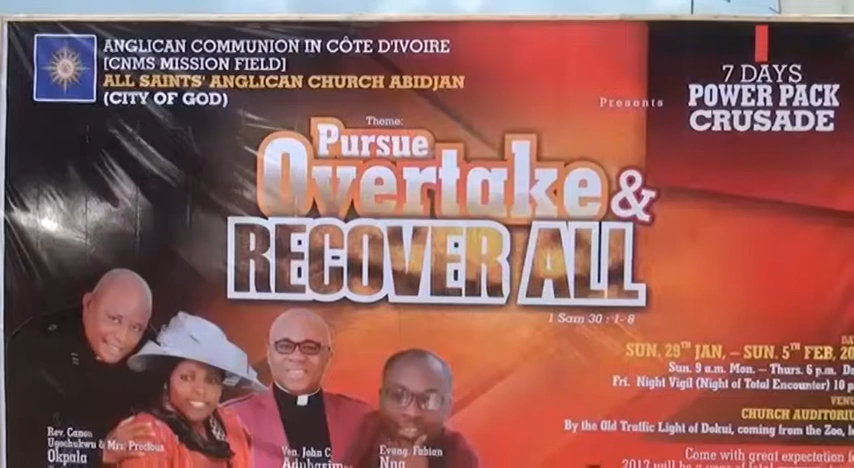 ANGLICAN COMMUNION IN CÔTE D'IVOIRE
[CNMS MISSION FIELD]
ALL SAINTS' ANGLICAN CHURCH ABIDJAN
(CITY OF GOD)
Presents
7 DAYS
POWER PACK
CRUSADE
Theme:
PURSUE
Overtake &
RECOVER ALL
1 Sam 30 : 1- 8
SUN. 29TH JAN, – SUN. 5TH FEB, 20
Sun. 9 a.m. Mon. – Thurs. 6 p.m.
Fri. Night Vigil (Night of Total Encounter) 10 p
VENU
CHURCH AUDITORIU
By the Old Traffic Light of Dokui, coming from the Zoo,
Come with great expectation
2017 will be a year of
Rev. Canon
Ugochukwu & Mrs. Precious
Okpala
Ven. John C.
Evang. Fabian